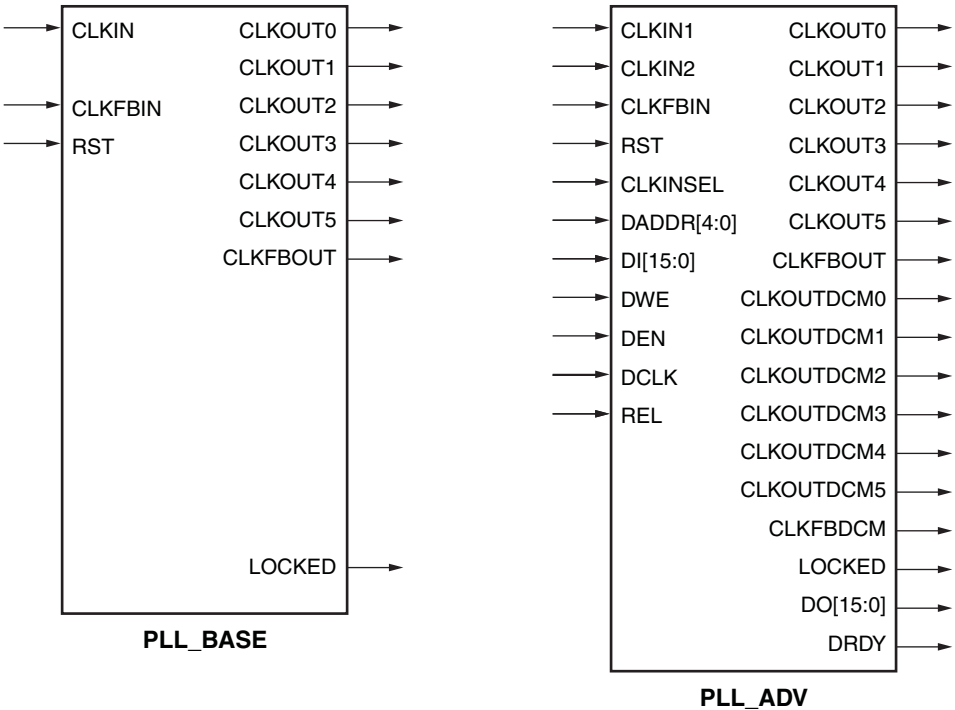 CLKIN CLKOUT0
CLKOUT1
CLKFBIN CLKOUT2
RST CLKOUT3
CLKOUT4
CLKOUT5
CLKFBOUT
LOCKED
PLL_BASE
CLKIN1 CLKOUT0
CLKIN2 CLKOUT1
CLKFBIN CLKOUT2
RST CLKOUT3
CLKINSEL CLKOUT4
DADDR[4:0] CLKOUT5
DI[15:0] CLKFBOUT
DWE CLKOUTDCM0
DEN CLKOUTDCM1
DCLK CLKOUTDCM2
REL CLKOUTDCM3
CLKOUTDCM4
CLKOUTDCM5
CLKFBDCM
LOCKED
DO[15:0]
DRDY
PLL_ADV